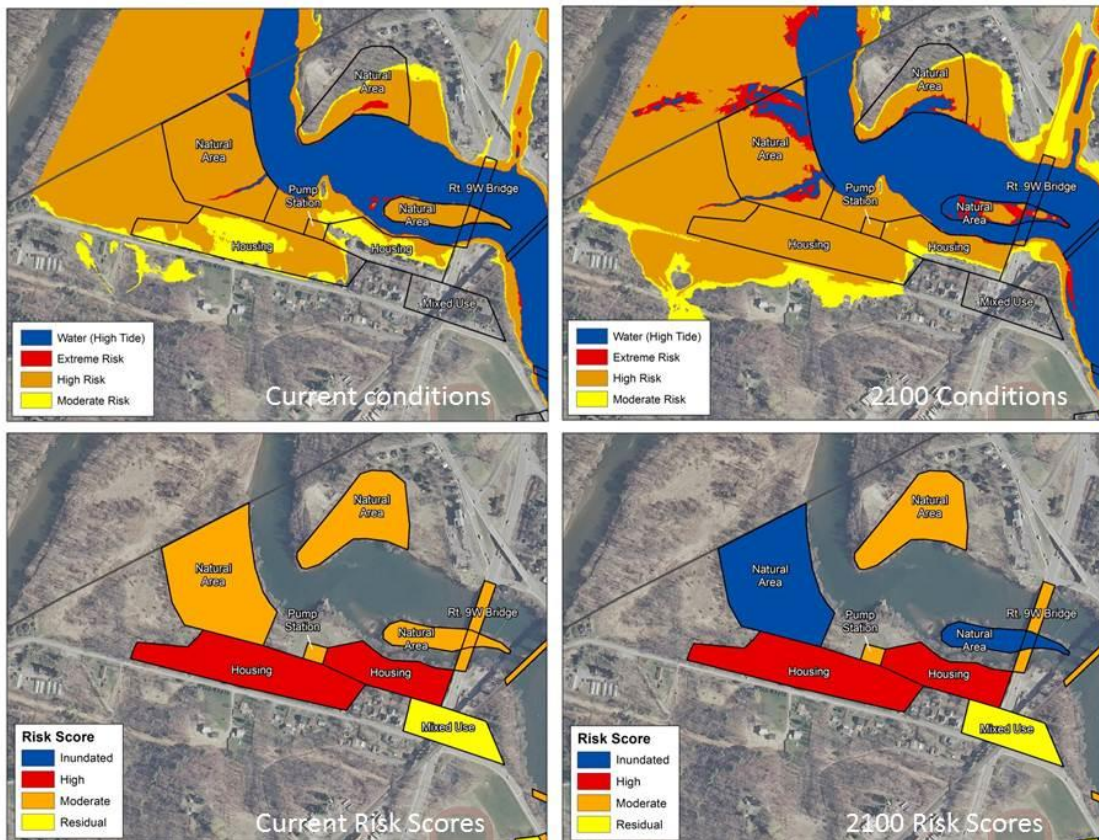 Natural
Area
Natural
Area
Pump
Station
Rt. 9W Bridge
Natural
Area
Housing
Housing
Mixed Use
Water (High Tide)
Extreme Risk
High Risk
Moderate Risk
Current conditions
Natural
Area
Natural
Area
Pump
Station
Rt. 9W Bridge
Natural
Area
Housing
Housing
Mixed Use
Water (High Tide)
Extreme Risk
High Risk
Moderate Risk
2100 Conditions
Natural
Area
Natural
Area
Pump
Station
Rt. 9W Bridge
Natural
Area
Housing
Housing
Mixed Use
Risk Score
Inundated
High
Moderate
Residual
Current Risk Scores
Natural
Area
Natural
Area
Pump
Station
Rt. 9W Bridge
Natural
Area
Housing
Housing
Mixed Use
Risk Score
Inundated
High
Moderate
Residual
2100 Risk Scores